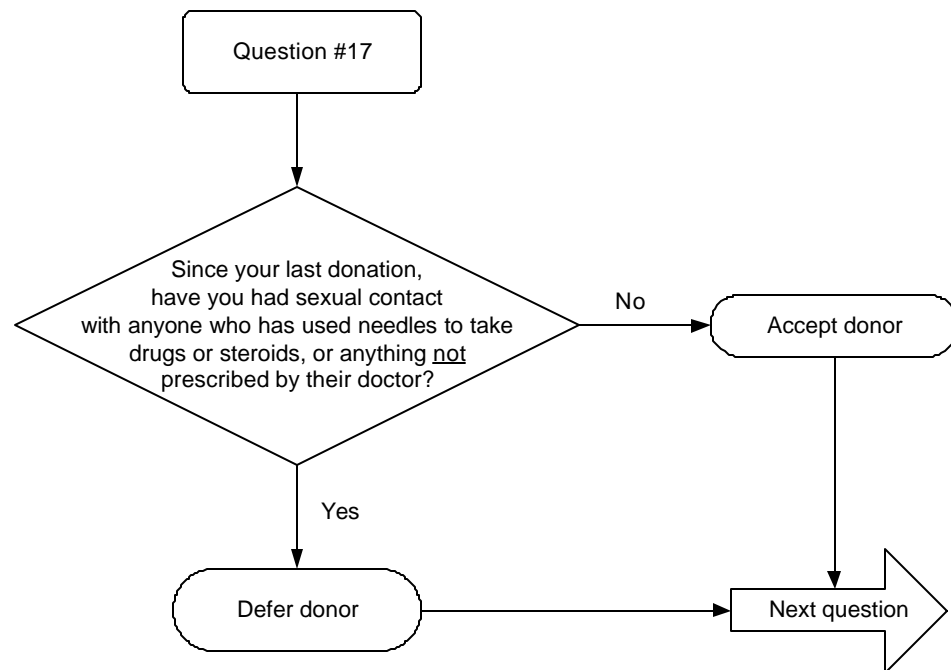 Question #17
Since your last donation,
have you had sexual contact
with anyone who has used needles to take
drugs or steroids, or anything not
prescribed by their doctor?
No
Accept donor
Yes
Defer donor
Next question